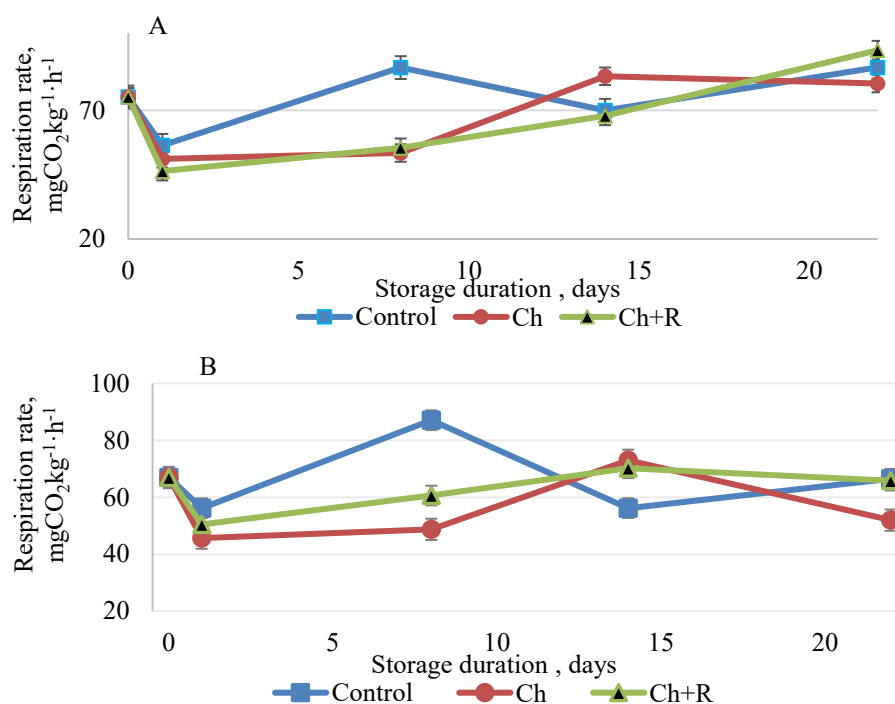 A
Respiration rate,
mgCO₂kg⁻¹·h⁻¹
70
20
0 5 10 15 20
Storage duration , days
Control Ch Ch+R
B
Respiration rate,
mgCO₂kg⁻¹·h⁻¹
100
80
60
40
20
0 5 10 15 20
Storage duration , days
Control Ch Ch+R